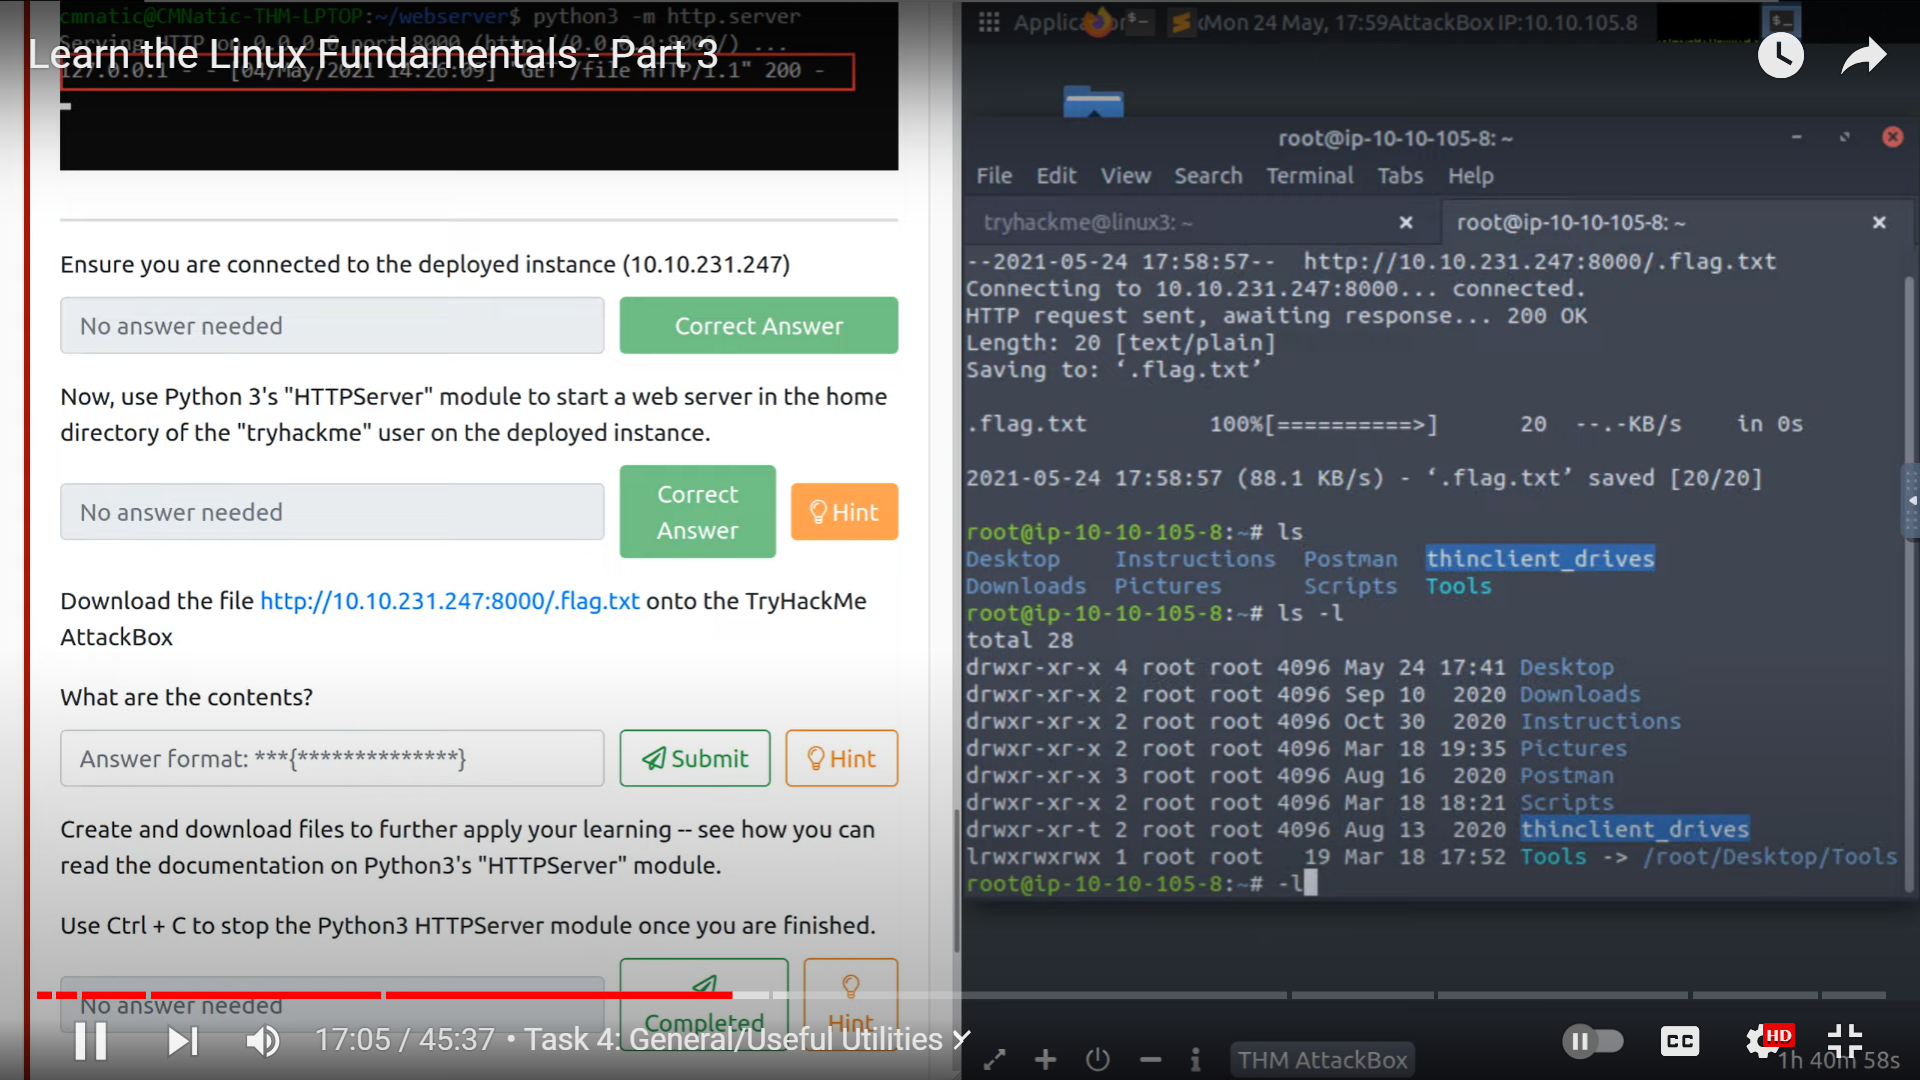 cmnatic@CMNatic-THM-LPTOP:~/webserver$ python3 -m http.server
Serving HTTP on 0.0.0.0 port 8000 (http://0.0.0.0:8000/) ...
Learn the Linux Fundamentals - Part 3
127.0.0.1 - - [04/May/2021 14:26:09] "GET /file HTTP/1.1" 200 -
Ensure you are connected to the deployed instance (10.10.231.247)
No answer needed
Correct Answer
Now, use Python 3's "HTTPServer" module to start a web server in the home
directory of the "tryhackme" user on the deployed instance.
No answer needed
Correct
Answer
Hint
Download the file http://10.10.231.247:8000/.flag.txt onto the TryHackMe
AttackBox
What are the contents?
Answer format: ***{**************}
Submit
Hint
Create and download files to further apply your learning -- see how you can
read the documentation on Python3's "HTTPServer" module.
Use Ctrl + C to stop the Python3 HTTPServer module once you are finished.
No answer needed
Completed
Hint
17:05 / 45:37 • Task 4: General/Useful Utilities
Mon 24 May, 17:59 AttackBox IP:10.10.105.8
root@ip-10-10-105-8: ~
File Edit View Search Terminal Tabs Help
tryhackme@linux3: ~
root@ip-10-10-105-8: ~
--2021-05-24 17:58:57-- http://10.10.231.247:8000/.flag.txt
Connecting to 10.10.231.247:8000... connected.
HTTP request sent, awaiting response... 200 OK
Length: 20 [text/plain]
Saving to: ‘.flag.txt’
.flag.txt 100%[==========>] 20 --.-KB/s in 0s
2021-05-24 17:58:57 (88.1 KB/s) - ‘.flag.txt’ saved [20/20]
root@ip-10-10-105-8:~# ls
Desktop Instructions Postman thinclient_drives
Downloads Pictures Scripts Tools
root@ip-10-10-105-8:~# ls -l
total 28
drwxr-xr-x 4 root root 4096 May 24 17:41 Desktop
drwxr-xr-x 2 root root 4096 Sep 10 2020 Downloads
drwxr-xr-x 2 root root 4096 Oct 30 2020 Instructions
drwxr-xr-x 2 root root 4096 Mar 18 19:35 Pictures
drwxr-xr-x 3 root root 4096 Aug 16 2020 Postman
drwxr-xr-x 2 root root 4096 Mar 18 18:21 Scripts
drwxr-xr-t 2 root root 4096 Aug 13 2020 thinclient_drives
lrwxrwxrwx 1 root root 19 Mar 18 17:52 Tools -> /root/Desktop/Tools
root@ip-10-10-105-8:~# -l
THM AttackBox
CC
HD
1h 40m 58s